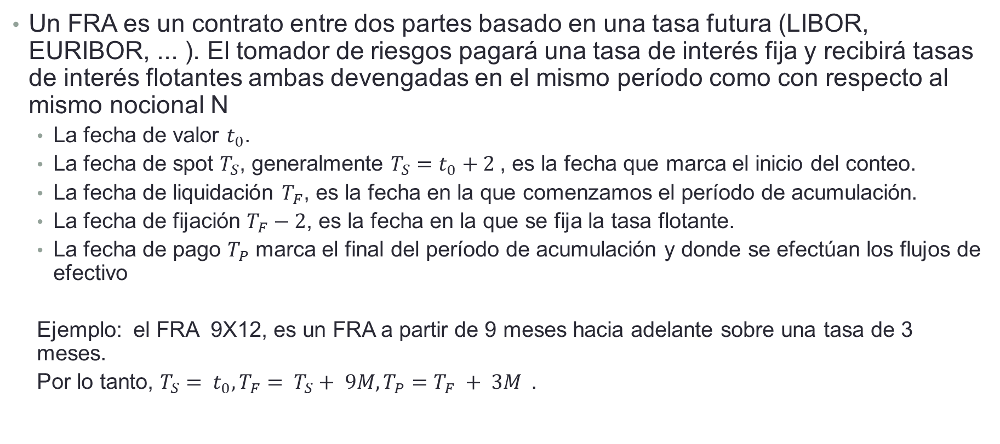 • Un FRA es un contrato entre dos partes basado en una tasa futura (LIBOR,
EURIBOR, ... ). El tomador de riesgos pagará una tasa de interés fija y recibirá tasas
de interés flotantes ambas devengadas en el mismo período como con respecto al
mismo nocional N
• La fecha de valor 𝑡₀.
• La fecha de spot 𝑇_𝑆, generalmente 𝑇_𝑆 = 𝑡₀ + 2 , es la fecha que marca el inicio del conteo.
• La fecha de liquidación 𝑇_𝐹, es la fecha en la que comenzamos el período de acumulación.
• La fecha de fijación 𝑇_𝐹 − 2, es la fecha en la que se fija la tasa flotante.
• La fecha de pago 𝑇_𝑃 marca el final del período de acumulación y donde se efectúan los flujos de
efectivo
Ejemplo: el FRA 9X12, es un FRA a partir de 9 meses hacia adelante sobre una tasa de 3
meses.
Por lo tanto, 𝑇_𝑆 = 𝑡₀, 𝑇_𝐹 = 𝑇_𝑆 + 9𝑀, 𝑇_𝑃 = 𝑇_𝐹 + 3𝑀 .